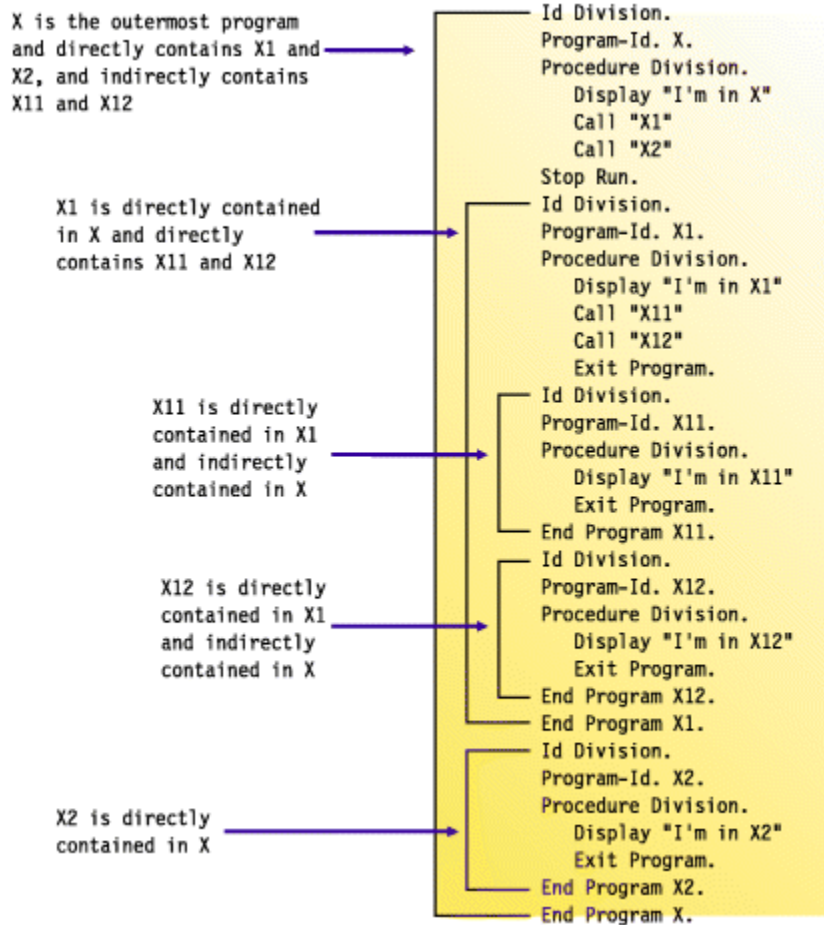 X is the outermost program
and directly contains X1 and
X2, and indirectly contains
X11 and X12
X1 is directly contained
in X and directly
contains X11 and X12
X11 is directly
contained in X1
and indirectly
contained in X
X12 is directly
contained in X1
and indirectly
contained in X
X2 is directly
contained in X
Id Division.
Program-Id. X.
Procedure Division.
Display "I'm in X"
Call "X1"
Call "X2"
Stop Run.
Id Division.
Program-Id. X1.
Procedure Division.
Display "I'm in X1"
Call "X11"
Call "X12"
Exit Program.
Id Division.
Program-Id. X11.
Procedure Division.
Display "I'm in X11"
Exit Program.
End Program X11.
Id Division.
Program-Id. X12.
Procedure Division.
Display "I'm in X12"
Exit Program.
End Program X12.
End Program X1.
Id Division.
Program-Id. X2.
Procedure Division.
Display "I'm in X2"
Exit Program.
End Program X2.
End Program X.